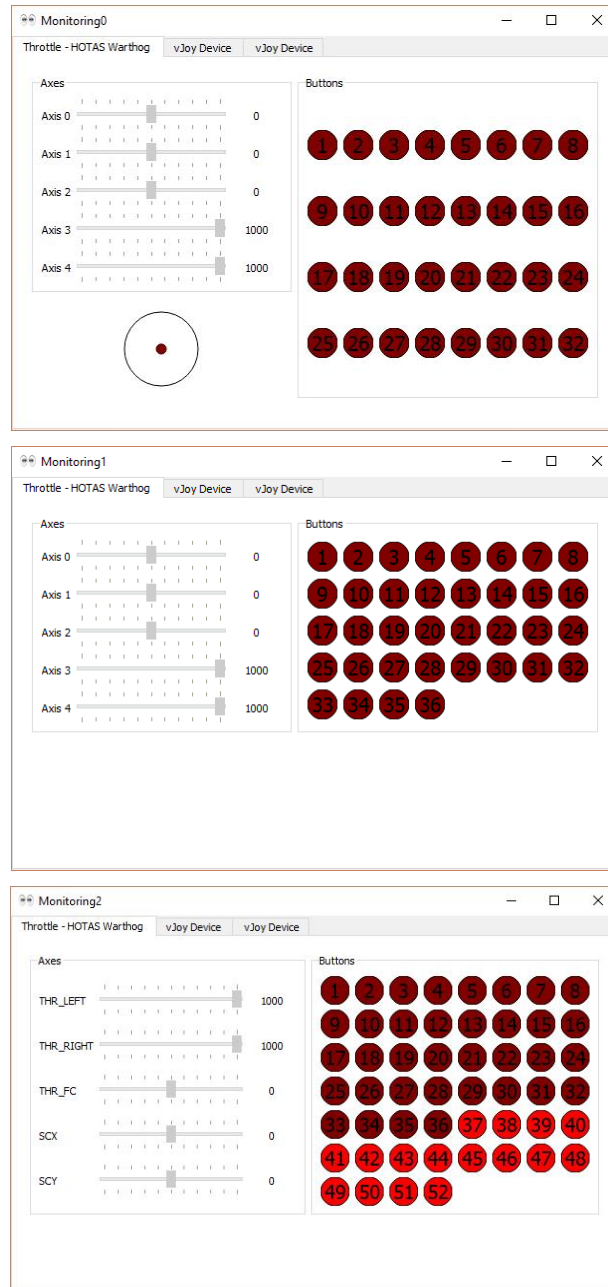 Monitoring0
Throttle - HOTAS Warthog vJoy Device vJoy Device
Axes Buttons
Axis 0 0
Axis 1 0
Axis 2 0
Axis 3 1000
Axis 4 1000
1 2 3 4 5 6 7 8
9 10 11 12 13 14 15 16
17 18 19 20 21 22 23 24
25 26 27 28 29 30 31 32
Monitoring1
Throttle - HOTAS Warthog vJoy Device vJoy Device
Axes Buttons
Axis 0 0
Axis 1 0
Axis 2 0
Axis 3 1000
Axis 4 1000
1 2 3 4 5 6 7 8
9 10 11 12 13 14 15 16
17 18 19 20 21 22 23 24
25 26 27 28 29 30 31 32
33 34 35 36
Monitoring2
Throttle - HOTAS Warthog vJoy Device vJoy Device
Axes Buttons
THR_LEFT 1000
THR_RIGHT 1000
THR_FC 0
SCX 0
SCY 0
1 2 3 4 5 6 7 8
9 10 11 12 13 14 15 16
17 18 19 20 21 22 23 24
25 26 27 28 29 30 31 32
33 34 35 36 37 38 39 40
41 42 43 44 45 46 47 48
49 50 51 52